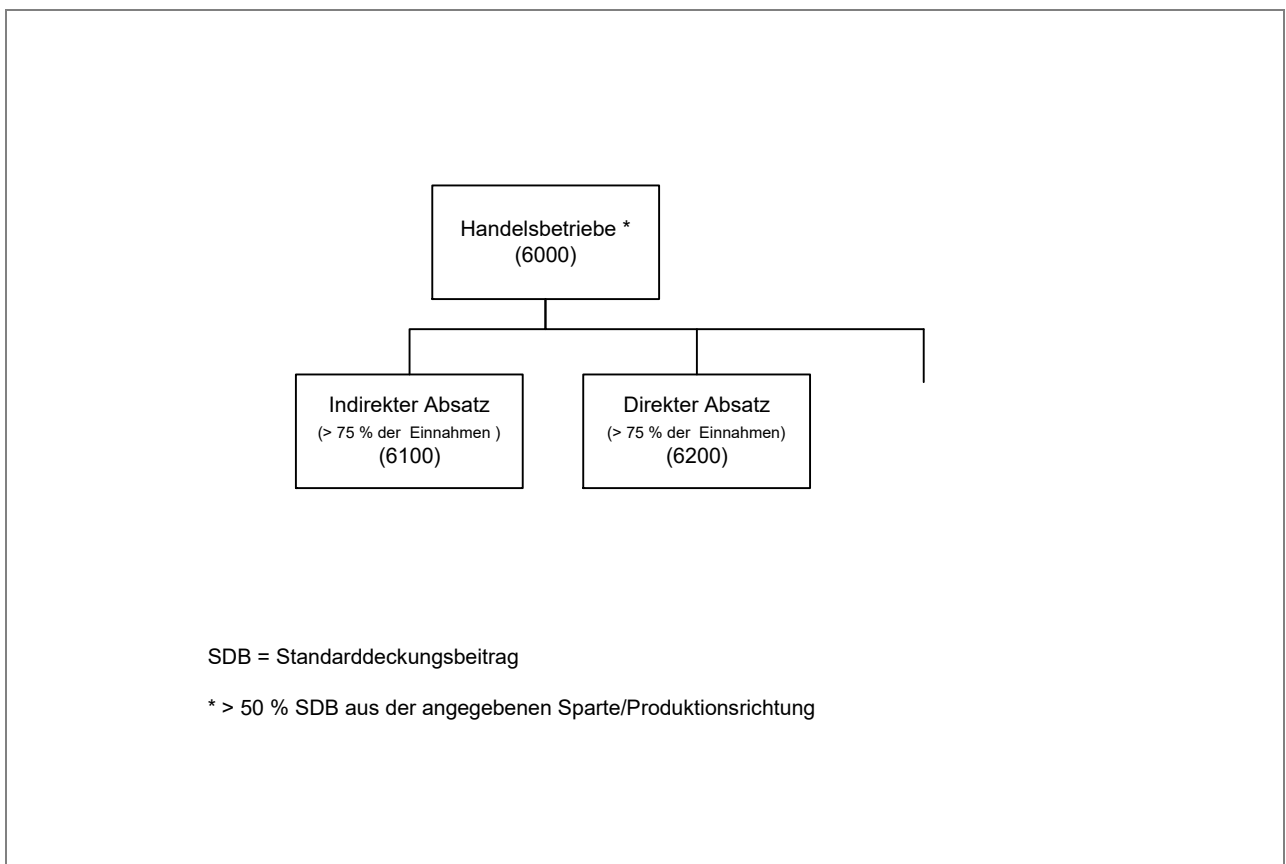 Handelsbetriebe *
(6000)
Indirekter Absatz
(> 75 % der Einnahmen )
(6100)
Direkter Absatz
(> 75 % der Einnahmen)
(6200)
SDB = Standarddeckungsbeitrag
* > 50 % SDB aus der angegebenen Sparte/Produktionsrichtung